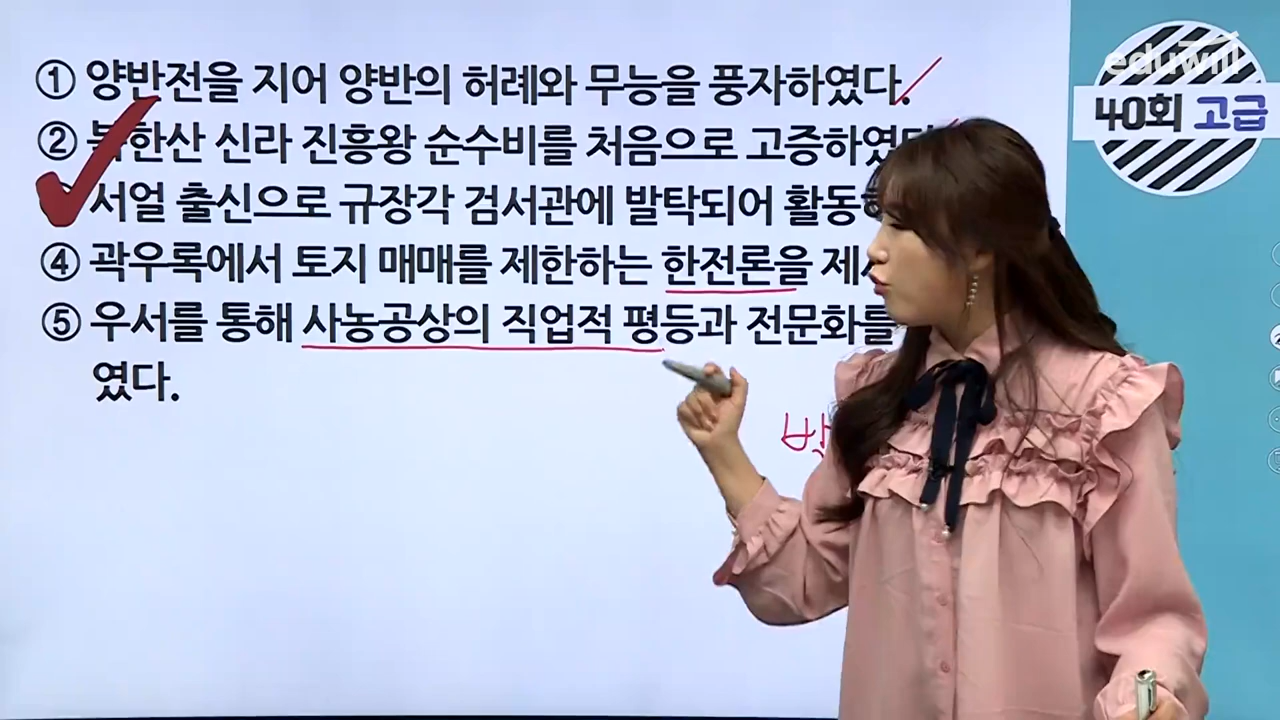 ① 양반전을 지어 양반의 허례와 무능을 풍자하였다.
② 북한산 신라 진흥왕 순수비를 처음으로 고증하였다
서얼 출신으로 규장각 검서관에 발탁되어
④ 곽우록에서 토지 매매를 제한하는 한전론을
⑤ 우서를 통해 사농공상의 직업적 평등과 전문화를
였다.
eduwill
40회 고급